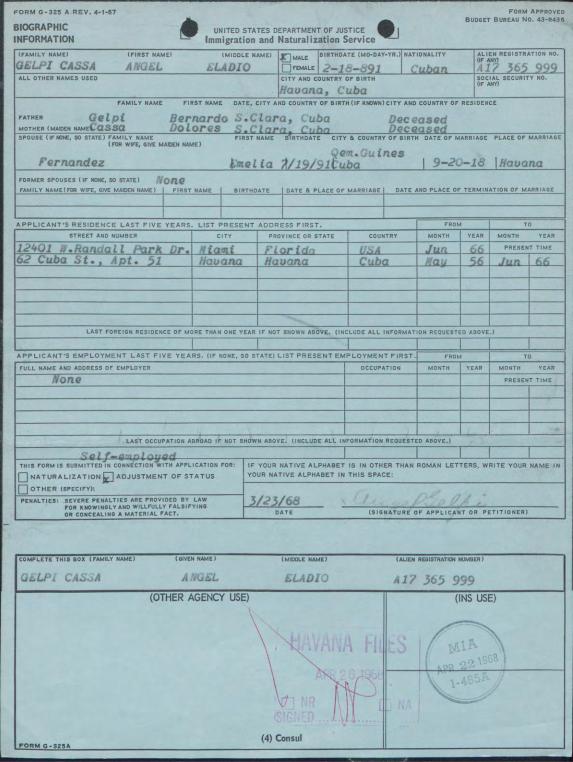 FORM G-325 A REV. 4-1-67
FORM APPROVED
BUDGET BUREAU No. 43-R436
BIOGRAPHIC
INFORMATION
UNITED STATES DEPARTMENT OF JUSTICE
Immigration and Naturalization Service
(FAMILY NAME) (FIRST NAME) (MIDDLE NAME) MALE BIRTHDATE (MO-DAY-YR.) NATIONALITY ALIEN REGISTRATION NO. (IF ANY)
GELPI CASSA ANGEL ELADIO FEMALE 2-18-891 Cuban A17 365 999
ALL OTHER NAMES USED CITY AND COUNTRY OF BIRTH SOCIAL SECURITY NO. (IF ANY)
Havana, Cuba
FAMILY NAME FIRST NAME DATE, CITY AND COUNTRY OF BIRTH (IF KNOWN) CITY AND COUNTRY OF RESIDENCE
FATHER Gelpi Bernardo S.Clara, Cuba Deceased
MOTHER (MAIDEN NAME) Cassa Dolores S.Clara, Cuba Deceased
SPOUSE (IF NONE, SO STATE) FAMILY NAME FIRST NAME BIRTHDATE CITY & COUNTRY OF BIRTH DATE OF MARRIAGE PLACE OF MARRIAGE
(FOR WIFE, GIVE MAIDEN NAME)
Qem.Guines
Fernandez Emelia 7/19/91 Cuba 9-20-18 Havana
FORMER SPOUSES (IF NONE, SO STATE) None
FAMILY NAME (FOR WIFE, GIVE MAIDEN NAME) FIRST NAME BIRTHDATE DATE & PLACE OF MARRIAGE DATE AND PLACE OF TERMINATION OF MARRIAGE
APPLICANT'S RESIDENCE LAST FIVE YEARS. LIST PRESENT ADDRESS FIRST. FROM TO
STREET AND NUMBER CITY PROVINCE OR STATE COUNTRY MONTH YEAR MONTH YEAR
12401 W.Randall Park Dr. Miami Florida USA Jun 66 PRESENT TIME
62 Cuba St., Apt. 51 Havana Havana Cuba May 56 Jun 66
LAST FOREIGN RESIDENCE OF MORE THAN ONE YEAR IF NOT SHOWN ABOVE. (INCLUDE ALL INFORMATION REQUESTED ABOVE.)
APPLICANT'S EMPLOYMENT LAST FIVE YEARS. (IF NONE, SO STATE) LIST PRESENT EMPLOYMENT FIRST. FROM TO
FULL NAME AND ADDRESS OF EMPLOYER OCCUPATION MONTH YEAR MONTH YEAR
None PRESENT TIME
LAST OCCUPATION ABROAD IF NOT SHOWN ABOVE. (INCLUDE ALL INFORMATION REQUESTED ABOVE.)
Self-employed
THIS FORM IS SUBMITTED IN CONNECTION WITH APPLICATION FOR:
NATURALIZATION ADJUSTMENT OF STATUS
OTHER (SPECIFY):
IF YOUR NATIVE ALPHABET IS IN OTHER THAN ROMAN LETTERS, WRITE YOUR NAME IN
YOUR NATIVE ALPHABET IN THIS SPACE:
PENALTIES: SEVERE PENALTIES ARE PROVIDED BY LAW
FOR KNOWINGLY AND WILLFULLY FALSIFYING
OR CONCEALING A MATERIAL FACT.
3/23/68
DATE (SIGNATURE OF APPLICANT OR PETITIONER)
COMPLETE THIS BOX (FAMILY NAME) (GIVEN NAME) (MIDDLE NAME) (ALIEN REGISTRATION NUMBER)
GELPI CASSA ANGEL ELADIO A17 365 999
(OTHER AGENCY USE) (INS USE)
HAVANA FILES
APR 26 1968
NR NA
SIGNED
MIA
APR 22 1968
1-485A
(4) Consul
FORM G-325A